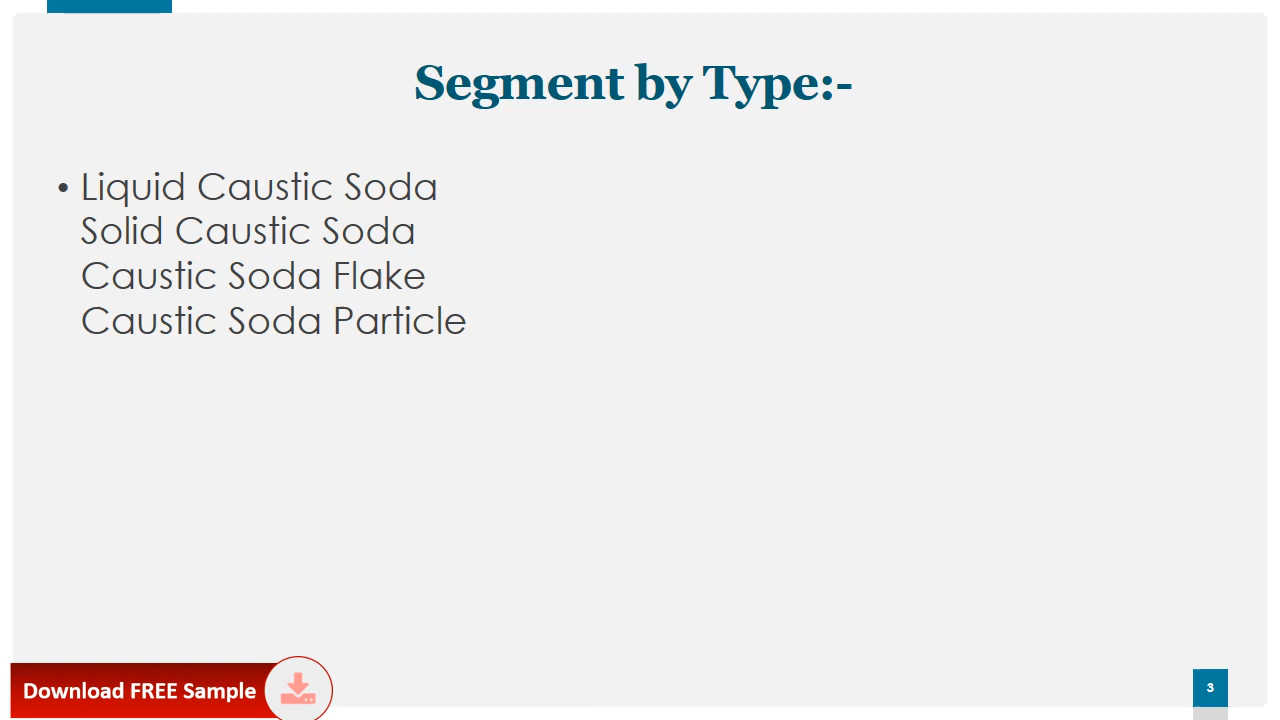 Segment by Type:-
• Liquid Caustic Soda
Solid Caustic Soda
Caustic Soda Flake
Caustic Soda Particle
Download FREE Sample
3